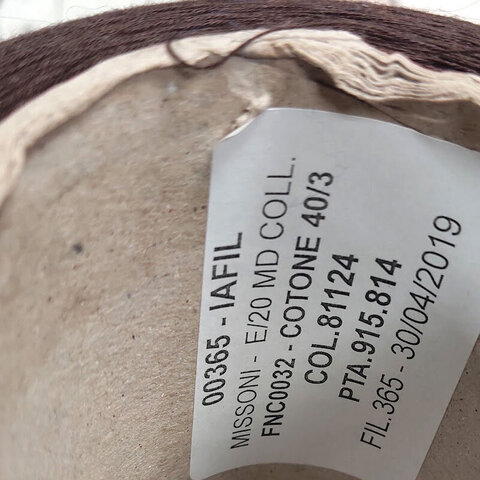 00365 - IAFIL
MISSONI - E/20 MD COLL.
FNC0032 - COTONE 40/3
COL.81124
PTA.915.814
FIL.365 - 30/04/2019